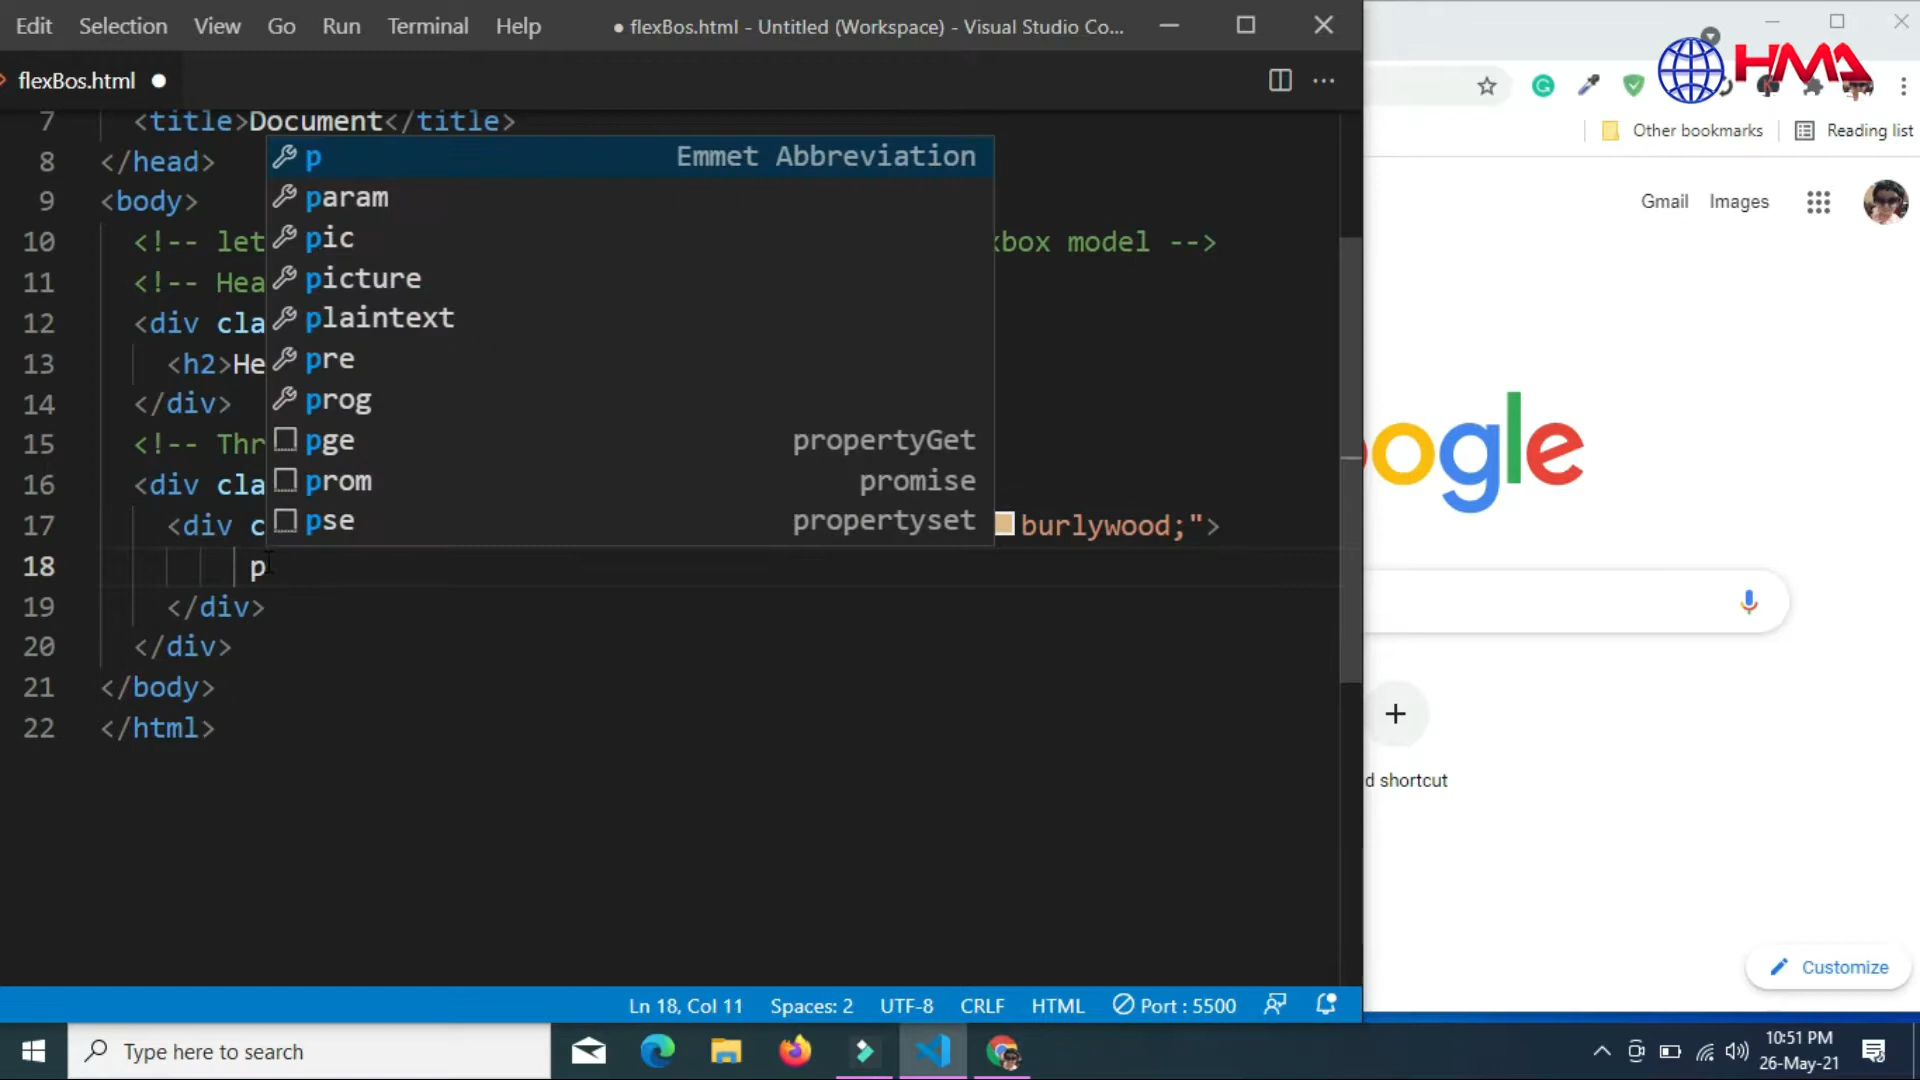 Edit Selection View Go Run Terminal Help ● flexBos.html - Untitled (Workspace) - Visual Studio Co...
flexBos.html ●
HMA
Other bookmarks Reading list
7 <title>Document</title>
8 </head>
9 <body>
10 <!-- let xbox model -->
11 <!-- Hea
12 <div cla
13 <h2>He
14 </div>
15 <!-- Thr
16 <div cla
17 <div c burlywood;">
18 p
19 </div>
20 </div>
21 </body>
22 </html>
p Emmet Abbreviation
param
pic
picture
plaintext
pre
prog
pge propertyGet
prom promise
pse propertyset
Gmail Images
oogle
d shortcut
Customize
Ln 18, Col 11 Spaces: 2 UTF-8 CRLF HTML Port : 5500
Type here to search
10:51 PM
26-May-21